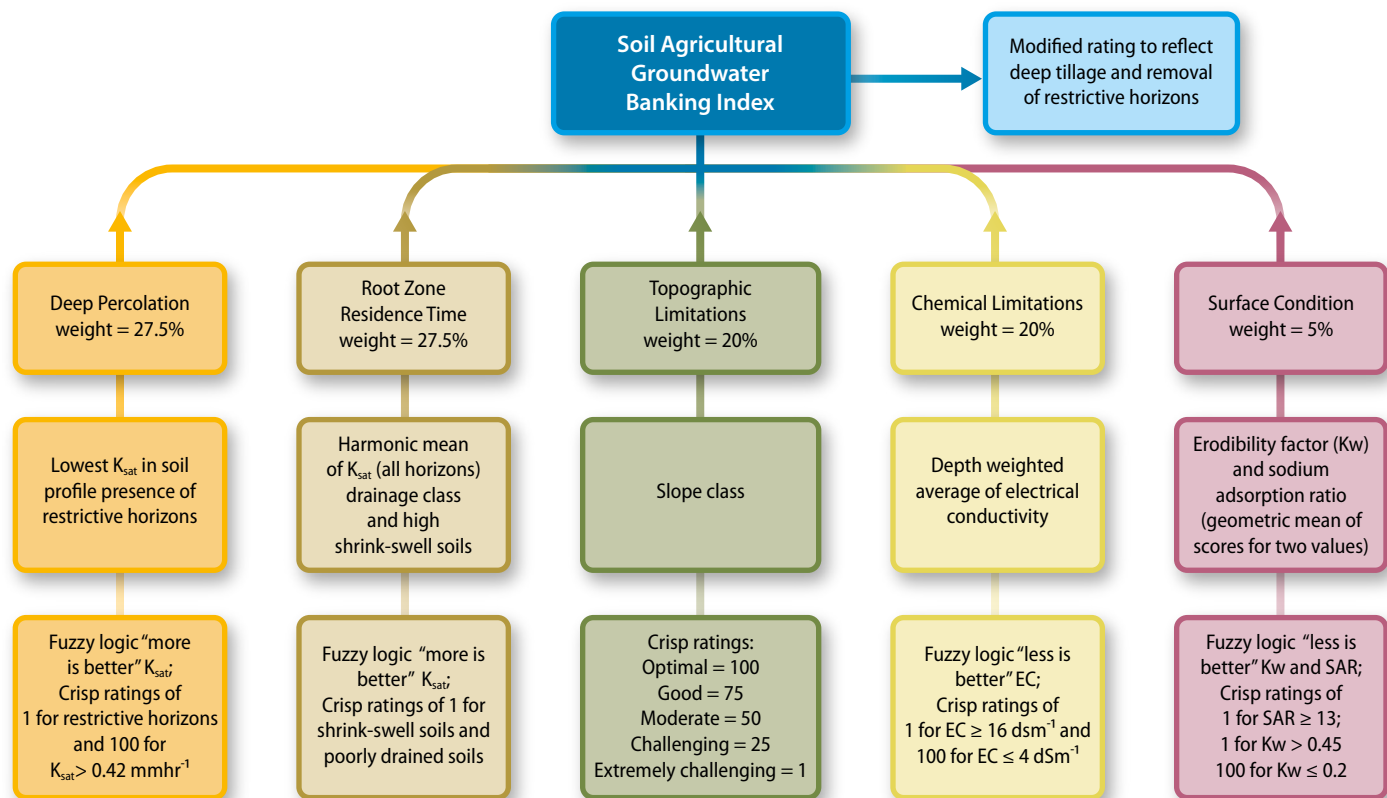 Soil Agricultural
Groundwater
Banking Index
Modified rating to reflect
deep tillage and removal
of restrictive horizons
Deep Percolation
weight = 27.5%
Root Zone
Residence Time
weight = 27.5%
Topographic
Limitations
weight = 20%
Chemical Limitations
weight = 20%
Surface Condition
weight = 5%
Lowest Ksat in soil
profile presence of
restrictive horizons
Harmonic mean
of Ksat (all horizons)
drainage class
and high
shrink-swell soils
Slope class
Depth weighted
average of electrical
conductivity
Erodibility factor (Kw)
and sodium
adsorption ratio
(geometric mean of
scores for two values)
Fuzzy logic “more
is better” Ksat;
Crisp ratings of
1 for restrictive horizons
and 100 for
Ksat> 0.42 mmhr⁻¹
Fuzzy logic “more is
better” Ksat;
Crisp ratings of 1 for
shrink-swell soils and
poorly drained soils
Crisp ratings:
Optimal = 100
Good = 75
Moderate = 50
Challenging = 25
Extremely challenging = 1
Fuzzy logic “less is
better” EC;
Crisp ratings of
1 for EC ≥ 16 dsm⁻¹ and
100 for EC ≤ 4 dSm⁻¹
Fuzzy logic “less is
better” Kw and SAR;
Crisp ratings of
1 for SAR ≥ 13;
1 for Kw > 0.45
100 for Kw ≤ 0.2